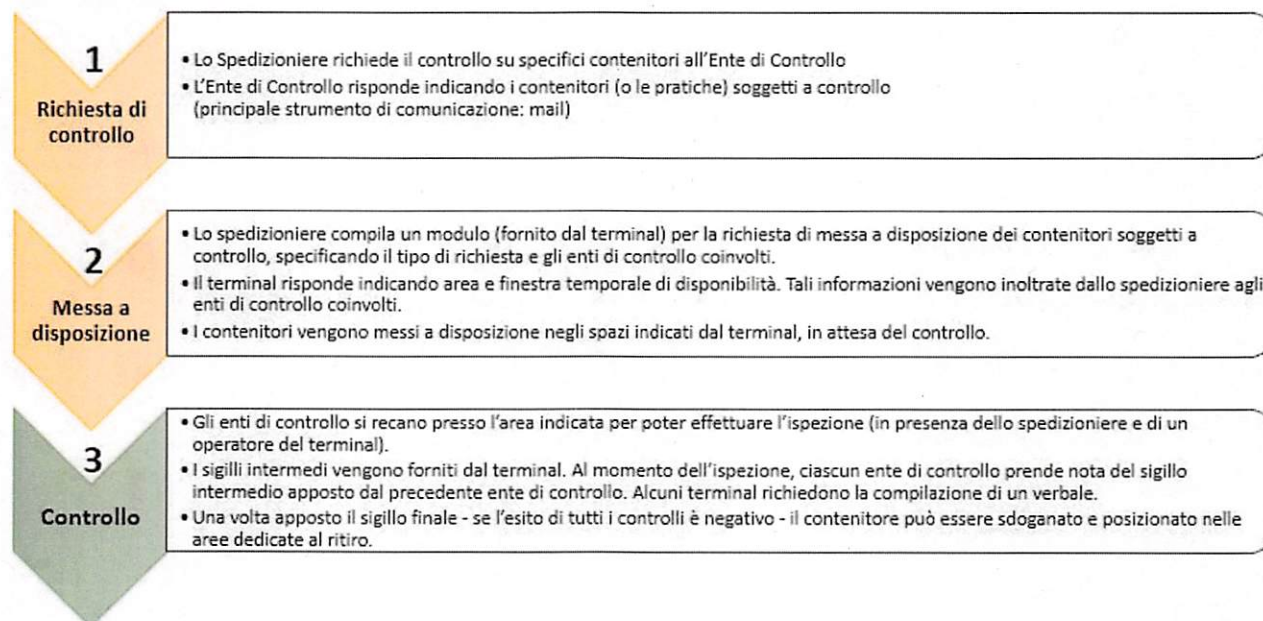 1
Richiesta di
controllo
• Lo Spedizioniere richiede il controllo su specifici contenitori all'Ente di Controllo
• L'Ente di Controllo risponde indicando i contenitori (o le pratiche) soggetti a controllo
(principale strumento di comunicazione: mail)
2
Messa a
disposizione
• Lo spedizioniere compila un modulo (fornito dal terminal) per la richiesta di messa a disposizione dei contenitori soggetti a
controllo, specificando il tipo di richiesta e gli enti di controllo coinvolti.
• Il terminal risponde indicando area e finestra temporale di disponibilità. Tali informazioni vengono inoltrate dallo spedizioniere agli
enti di controllo coinvolti.
• I contenitori vengono messi a disposizione negli spazi indicati dal terminal, in attesa del controllo.
3
Controllo
• Gli enti di controllo si recano presso l'area indicata per poter effettuare l'ispezione (in presenza dello spedizioniere e di un
operatore del terminal).
• I sigilli intermedi vengono forniti dal terminal. Al momento dell'ispezione, ciascun ente di controllo prende nota del sigillo
intermedio apposto dal precedente ente di controllo. Alcuni terminal richiedono la compilazione di un verbale.
• Una volta apposto il sigillo finale - se l'esito di tutti i controlli è negativo - il contenitore può essere sdoganato e posizionato nelle
aree dedicate al ritiro.